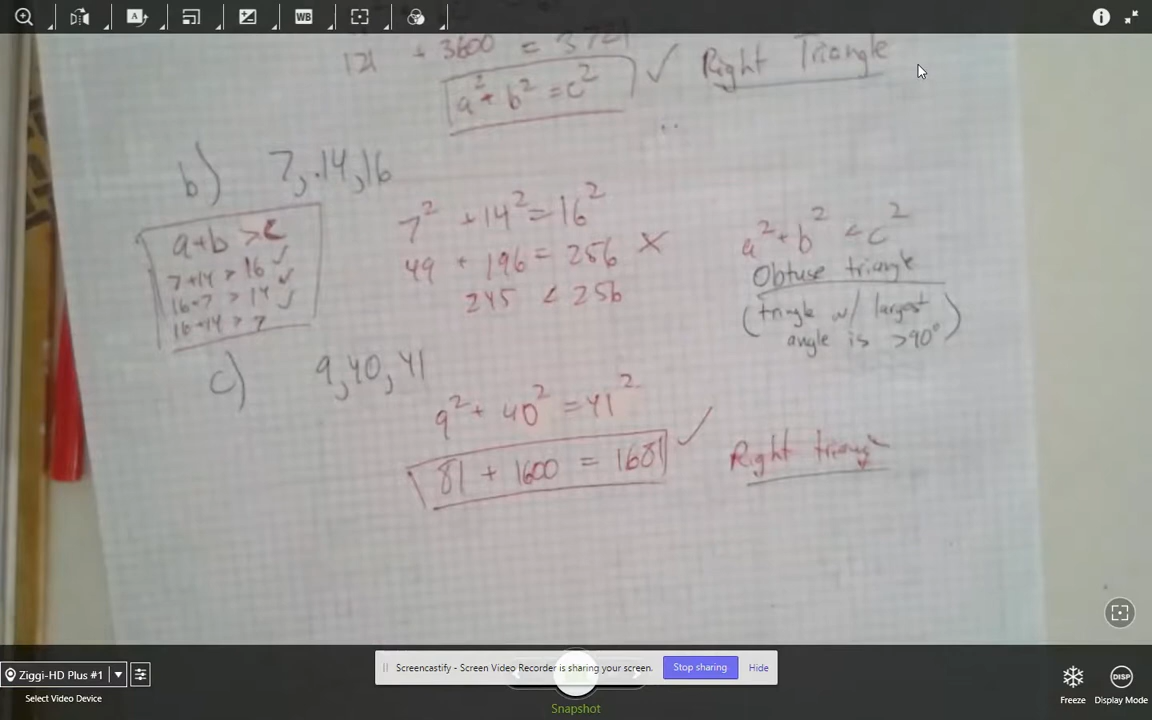 121 + 3600 = 3721
a² + b² = c² ✓ Right Triangle
b) 7, 14, 16
a+b > c
7+14 > 16 ✓
16+7 > 14 ✓
16+14 > 7 ✓
7² + 14² = 16²
49 + 196 = 256 ✗
245 < 256
a² + b² < c²
Obtuse triangle
(triangle w/ largest
angle is >90°)
c) 9, 40, 41
9² + 40² = 41²
81 + 1600 = 1681 ✓
Right triangle
Ziggi-HD Plus #1
Select Video Device
Screencastify - Screen Video Recorder is sharing your screen.
Stop sharing
Hide
Snapshot
Freeze
DISP
Display Mode
WB
A